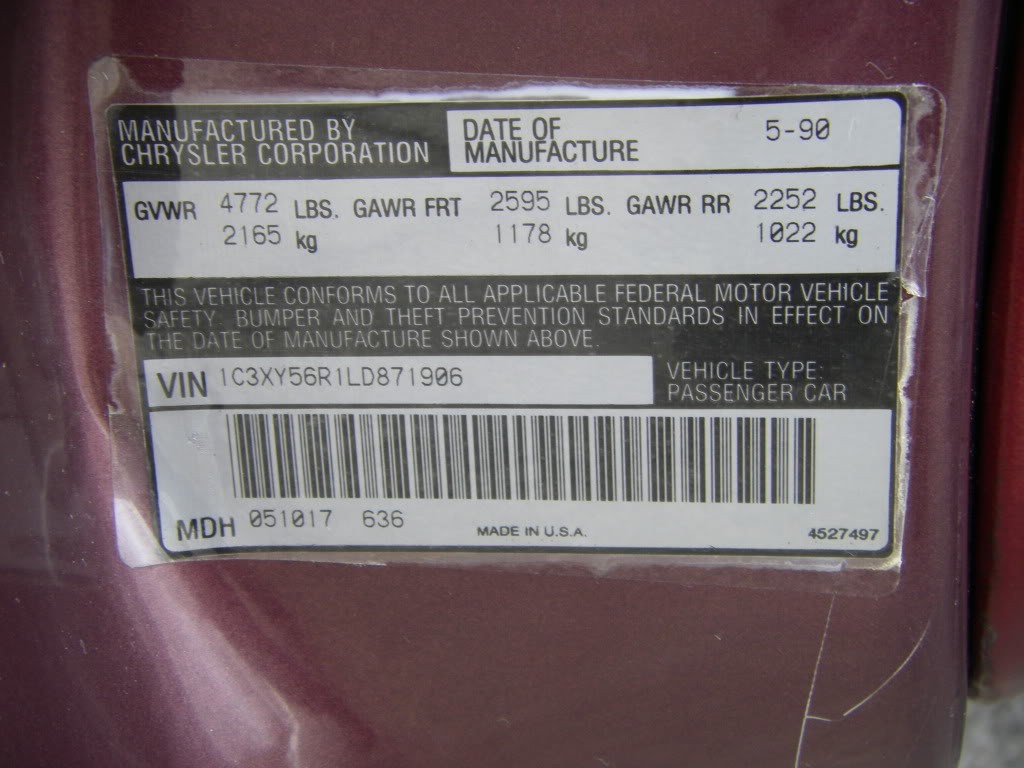 MANUFACTURED BY
CHRYSLER CORPORATION
DATE OF
MANUFACTURE
5-90
GVWR 4772 LBS. GAWR FRT 2595 LBS. GAWR RR 2252 LBS.
2165 kg 1178 kg 1022 kg
THIS VEHICLE CONFORMS TO ALL APPLICABLE FEDERAL MOTOR VEHICLE
SAFETY, BUMPER AND THEFT PREVENTION STANDARDS IN EFFECT ON
THE DATE OF MANUFACTURE SHOWN ABOVE.
VIN 1C3XY56R1LD871906
VEHICLE TYPE:
PASSENGER CAR
MDH 051017 636 MADE IN U.S.A. 4527497